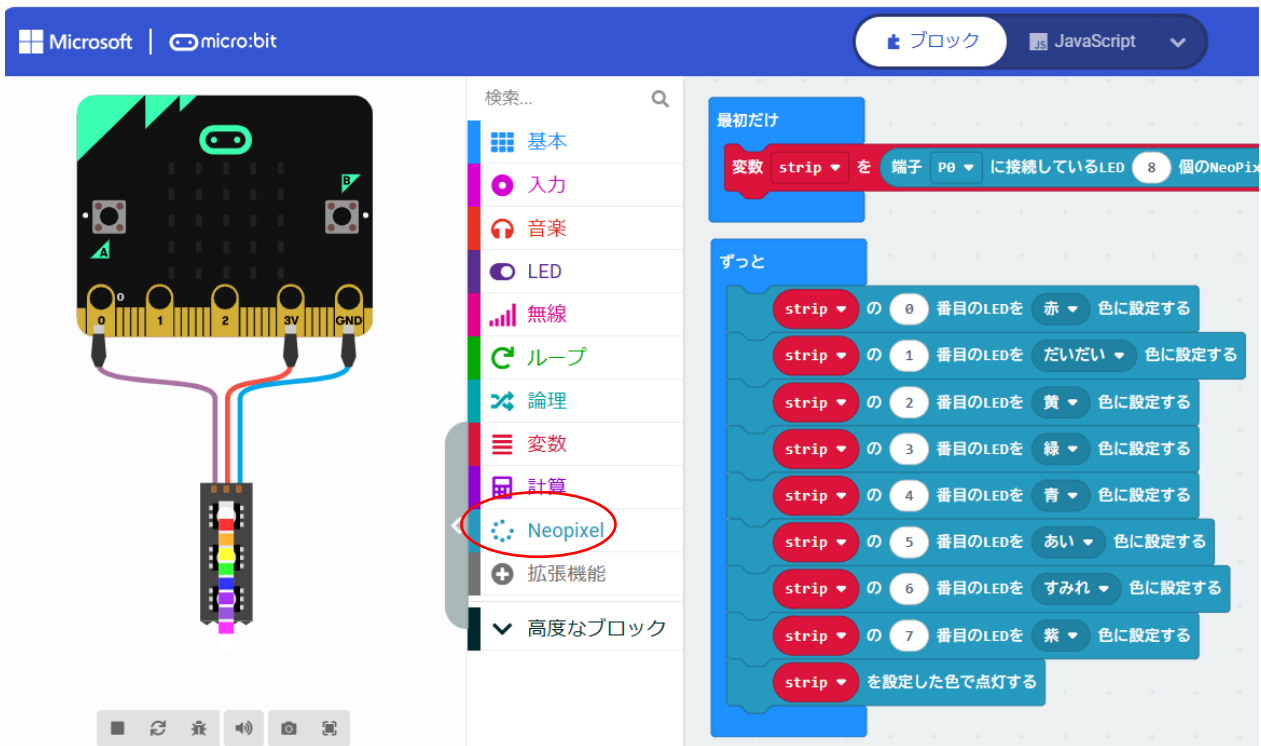 Microsoft micro:bit
ブロック
JavaScript
B
A
0
0 1 2 3V GND
検索...
基本
入力
音楽
LED
無線
ループ
論理
変数
計算
Neopixel
拡張機能
高度なブロック
最初だけ
変数 strip を 端子 P0 に接続しているLED 8 個のNeoPix
ずっと
strip の 0 番目のLEDを 赤 色に設定する
strip の 1 番目のLEDを だいだい 色に設定する
strip の 2 番目のLEDを 黄 色に設定する
strip の 3 番目のLEDを 緑 色に設定する
strip の 4 番目のLEDを 青 色に設定する
strip の 5 番目のLEDを あい 色に設定する
strip の 6 番目のLEDを すみれ 色に設定する
strip の 7 番目のLEDを 紫 色に設定する
strip を設定した色で点灯する